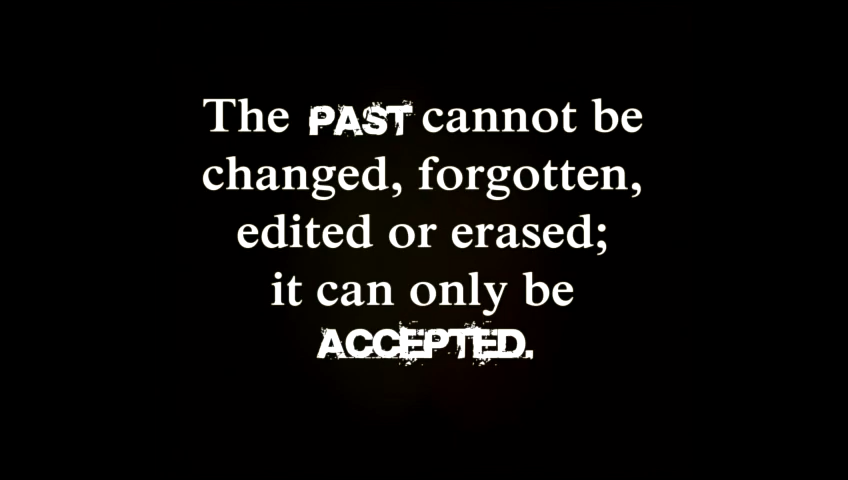 The PAST cannot be
changed, forgotten,
edited or erased;
it can only be
ACCEPTED.